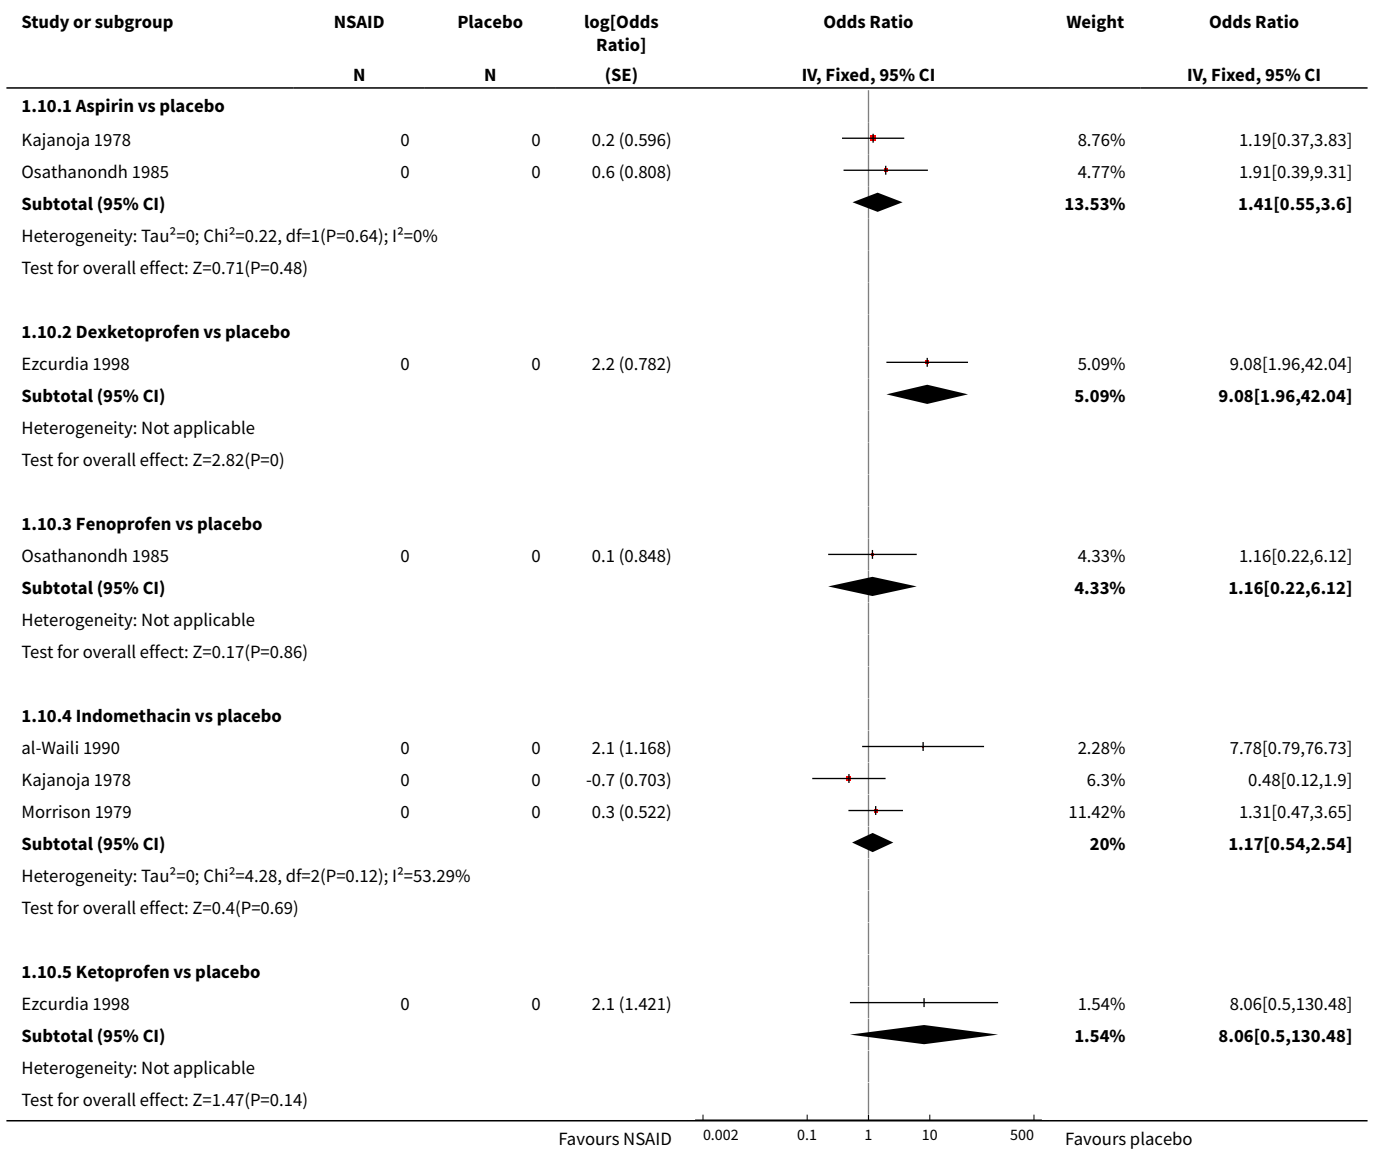 Study or subgroup NSAID Placebo log[Odds Ratio] Odds Ratio Weight Odds Ratio
N N (SE) IV, Fixed, 95% CI IV, Fixed, 95% CI
1.10.1 Aspirin vs placebo
Kajanoja 1978 0 0 0.2 (0.596) 8.76% 1.19[0.37,3.83]
Osathanondh 1985 0 0 0.6 (0.808) 4.77% 1.91[0.39,9.31]
Subtotal (95% CI) 13.53% 1.41[0.55,3.6]
Heterogeneity: Tau²=0; Chi²=0.22, df=1(P=0.64); I²=0%
Test for overall effect: Z=0.71(P=0.48)
1.10.2 Dexketoprofen vs placebo
Ezcurdia 1998 0 0 2.2 (0.782) 5.09% 9.08[1.96,42.04]
Subtotal (95% CI) 5.09% 9.08[1.96,42.04]
Heterogeneity: Not applicable
Test for overall effect: Z=2.82(P=0)
1.10.3 Fenoprofen vs placebo
Osathanondh 1985 0 0 0.1 (0.848) 4.33% 1.16[0.22,6.12]
Subtotal (95% CI) 4.33% 1.16[0.22,6.12]
Heterogeneity: Not applicable
Test for overall effect: Z=0.17(P=0.86)
1.10.4 Indomethacin vs placebo
al-Waili 1990 0 0 2.1 (1.168) 2.28% 7.78[0.79,76.73]
Kajanoja 1978 0 0 -0.7 (0.703) 6.3% 0.48[0.12,1.9]
Morrison 1979 0 0 0.3 (0.522) 11.42% 1.31[0.47,3.65]
Subtotal (95% CI) 20% 1.17[0.54,2.54]
Heterogeneity: Tau²=0; Chi²=4.28, df=2(P=0.12); I²=53.29%
Test for overall effect: Z=0.4(P=0.69)
1.10.5 Ketoprofen vs placebo
Ezcurdia 1998 0 0 2.1 (1.421) 1.54% 8.06[0.5,130.48]
Subtotal (95% CI) 1.54% 8.06[0.5,130.48]
Heterogeneity: Not applicable
Test for overall effect: Z=1.47(P=0.14)
Favours NSAID 0.002 0.1 1 10 500 Favours placebo